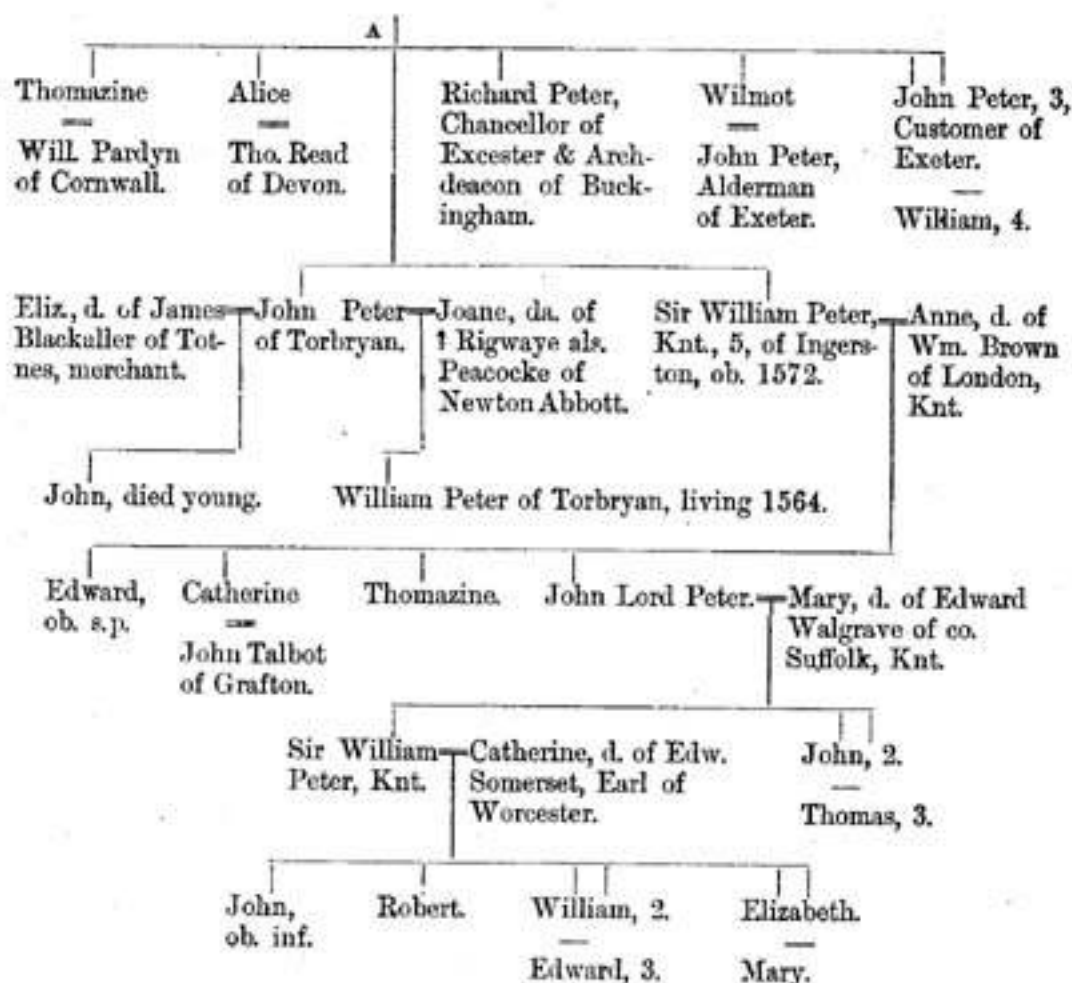 A
Thomazine
Will. Pardyn
of Cornwall.
Alice
Tho. Read
of Devon.
Richard Peter,
Chancellor of
Excester & Arch-
deacon of Buck-
ingham.
Wilmot
John Peter,
Alderman
of Exeter.
John Peter, 3,
Customer of
Exeter.
William, 4.
Eliz., d. of James
Blackaller of Tot-
nes, merchant.
John Peter
of Torbryan.
Joane, da. of
† Rigwaye als.
Peacocke of
Newton Abbott.
Sir William Peter,
Knt., 5, of Ingers-
ton, ob. 1572.
Anne, d. of
Wm. Brown
of London,
Knt.
John, died young.
William Peter of Torbryan, living 1564.
Edward,
ob. s.p.
Catherine
John Talbot
of Grafton.
Thomazine.
John Lord Peter.
Mary, d. of Edward
Walgrave of co.
Suffolk, Knt.
Sir William
Peter, Knt.
Catherine, d. of Edw.
Somerset, Earl of
Worcester.
John, 2.
Thomas, 3.
John,
ob. inf.
Robert.
William, 2.
Edward, 3.
Elizabeth.
Mary.